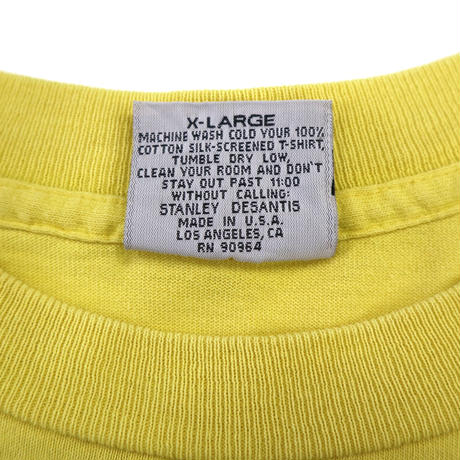 X-LARGE
MACHINE WASH COLD YOUR 100%
COTTON SILK-SCREENED T-SHIRT,
TUMBLE DRY LOW,
CLEAN YOUR ROOM AND DON'T
STAY OUT PAST 11:00
WITHOUT CALLING:
STANLEY DESANTIS
MADE IN U.S.A.
LOS ANGELES, CA
RN 90964